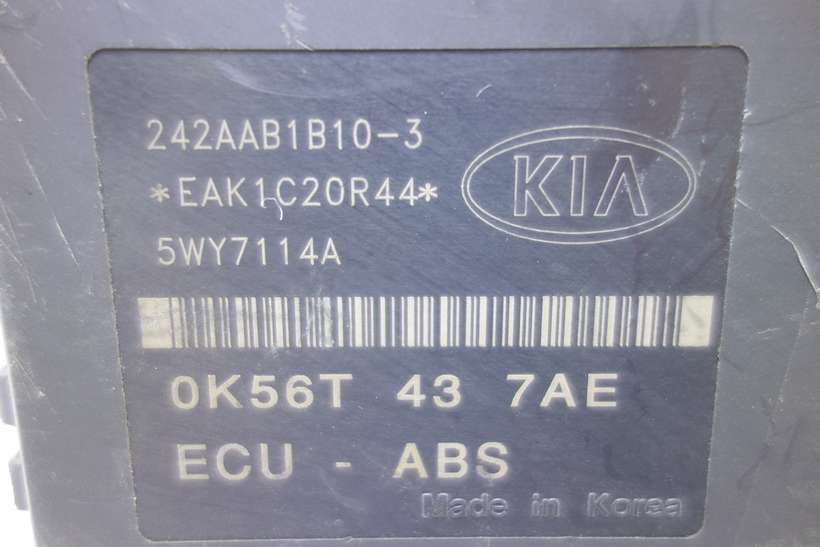 242AAB1B10-3
*EAK1C20R44*
KIA
5WY7114A
0K56T 43 7AE
ECU - ABS
Made in Korea